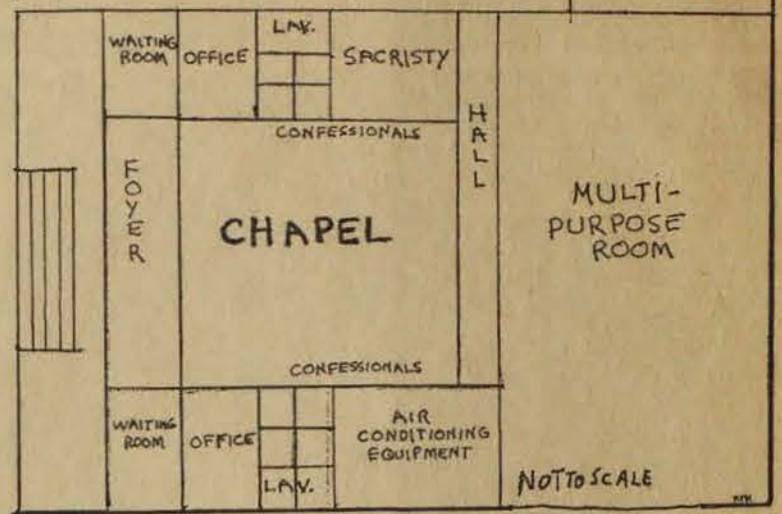 WAITING
ROOM
OFFICE
LAV.
SACRISTY
CONFESSIONALS
HALL
FOYER
CHAPEL
MULTI-
PURPOSE
ROOM
CONFESSIONALS
WAITING
ROOM
OFFICE
LAV.
AIR
CONDITIONING
EQUIPMENT
NOT TO SCALE